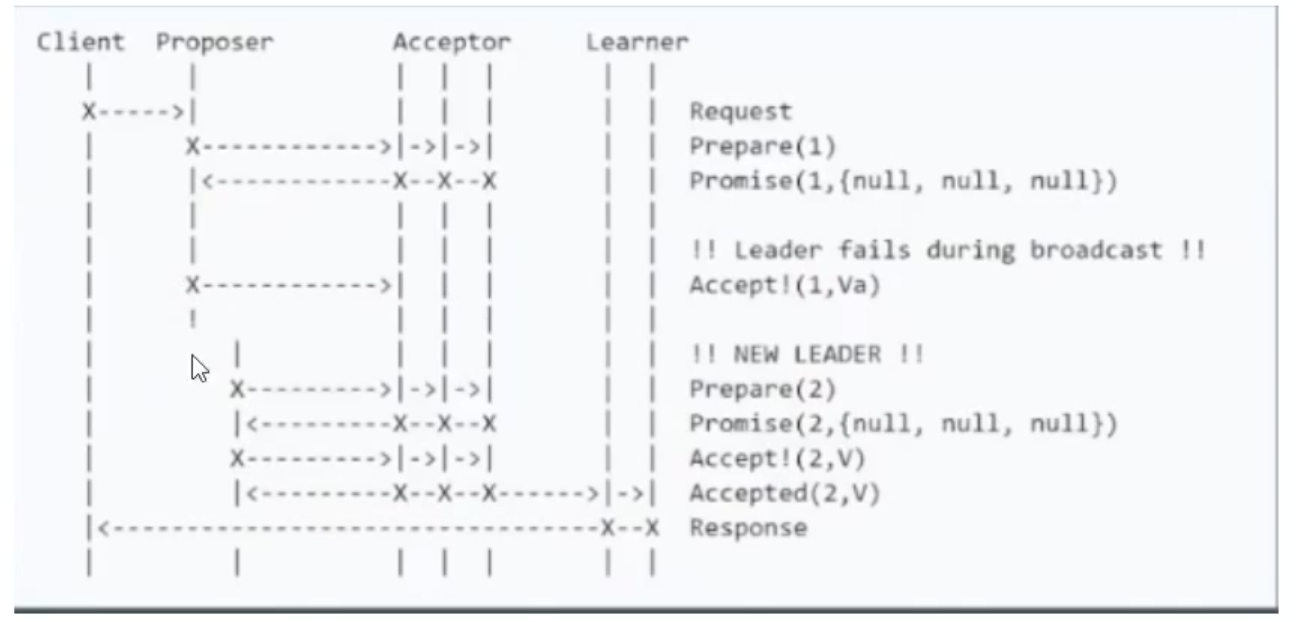 Client  Proposer        Acceptor     Learner
   |      |             |  |  |       |  |
   X----->|             |  |  |       |  |  Request
   |      X------------>|->|->|       |  |  Prepare(1)
   |      |<------------X--X--X       |  |  Promise(1,{null, null, null})
   |      |             |  |  |       |  |
   |      |             |  |  |       |  |  !! Leader fails during broadcast !!
   |      X------------>|  |  |       |  |  Accept!(1,Va)
   |      !             |  |  |       |  |
   |         |          |  |  |       |  |  !! NEW LEADER !!
   |         X--------->|->|->|       |  |  Prepare(2)
   |         |<---------X--X--X       |  |  Promise(2,{null, null, null})
   |         X--------->|->|->|       |  |  Accept!(2,V)
   |         |<---------X--X--X------>|->|  Accepted(2,V)
   |<---------------------------------X--X  Response
   |         |          |  |  |       |  |